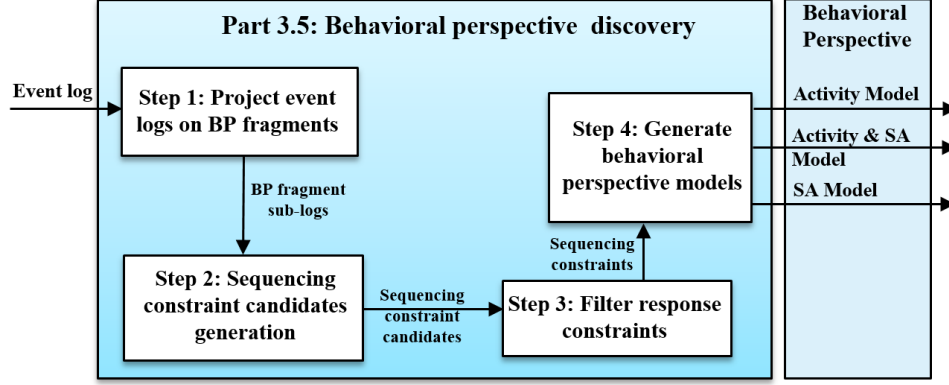 Part 3.5: Behavioral perspective discovery
Behavioral
Perspective
Event log
Step 1: Project event
logs on BP fragments
BP fragment
sub-logs
Step 2: Sequencing
constraint candidates
generation
Sequencing
constraint
candidates
Step 3: Filter response
constraints
Sequencing
constraints
Step 4: Generate
behavioral
perspective models
Activity Model
Activity & SA
Model
SA Model